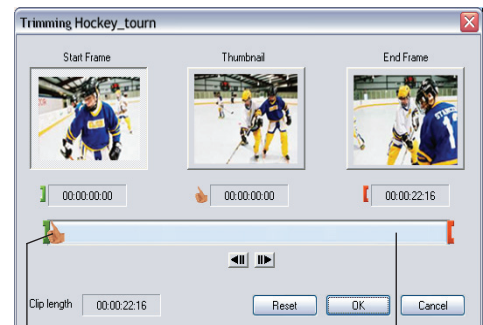 Trimming Hockey_tourn
Start Frame Thumbnail End Frame
00:00:00:00 00:00:00:00 00:00:22:16
Clip length 00:00:22:16 Reset OK Cancel